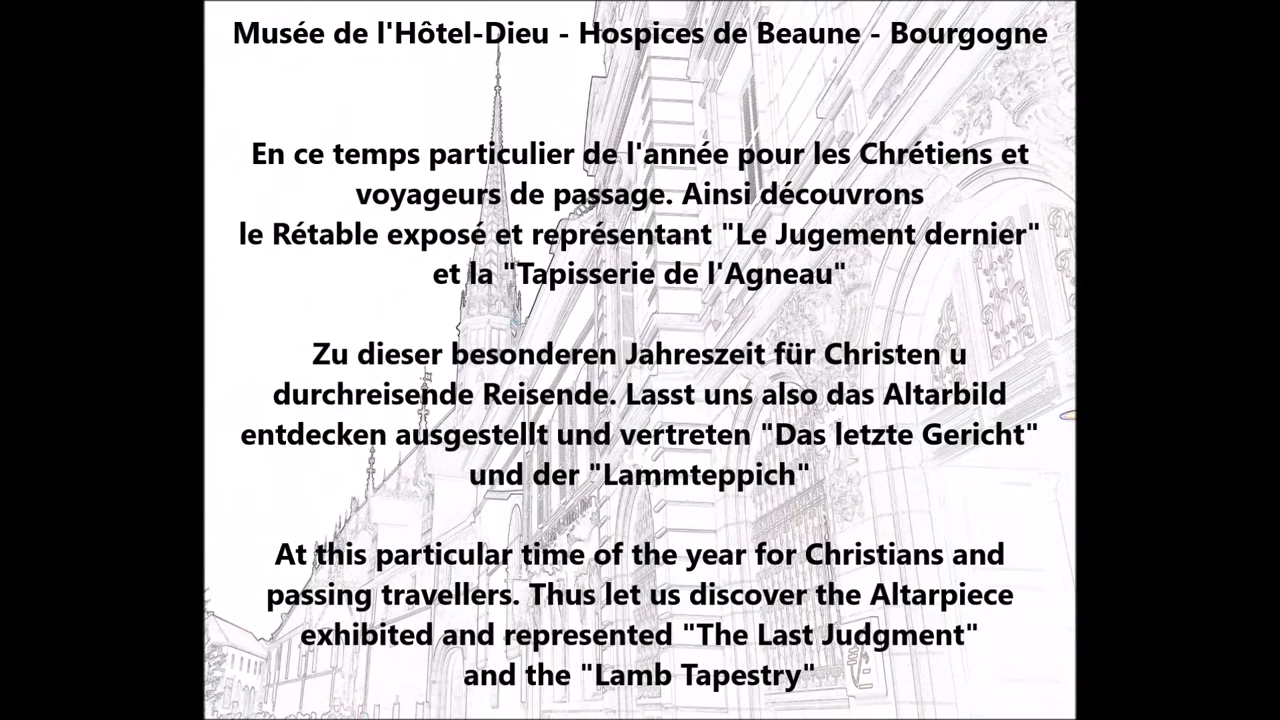 Musée de l'Hôtel-Dieu - Hospices de Beaune - Bourgogne
En ce temps particulier de l'année pour les Chrétiens et
voyageurs de passage. Ainsi découvrons
le Rétable exposé et représentant "Le Jugement dernier"
et la "Tapisserie de l'Agneau"
Zu dieser besonderen Jahreszeit für Christen u
durchreisende Reisende. Lasst uns also das Altarbild
entdecken ausgestellt und vertreten "Das letzte Gericht"
und der "Lammteppich"
At this particular time of the year for Christians and
passing travellers. Thus let us discover the Altarpiece
exhibited and represented "The Last Judgment"
and the "Lamb Tapestry"